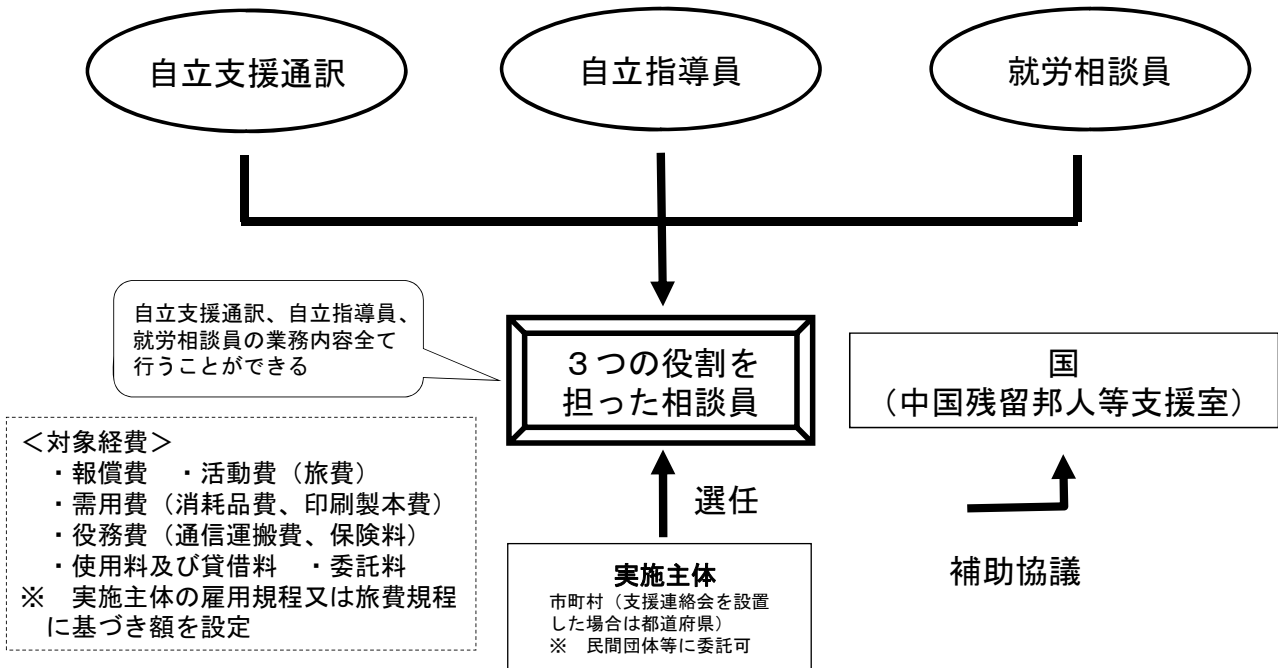 自立支援通訳
自立指導員
就労相談員
自立支援通訳、自立指導員、
就労相談員の業務内容全て
行うことができる
３つの役割を
担った相談員
国
（中国残留邦人等支援室）
＜対象経費＞
・報償費　・活動費（旅費）
・需用費（消耗品費、印刷製本費）
・役務費（通信運搬費、保険料）
・使用料及び貸借料　・委託料
※　実施主体の雇用規程又は旅費規程
に基づき額を設定
選任
実施主体
市町村（支援連絡会を設置
した場合は都道府県）
※　民間団体等に委託可
補助協議